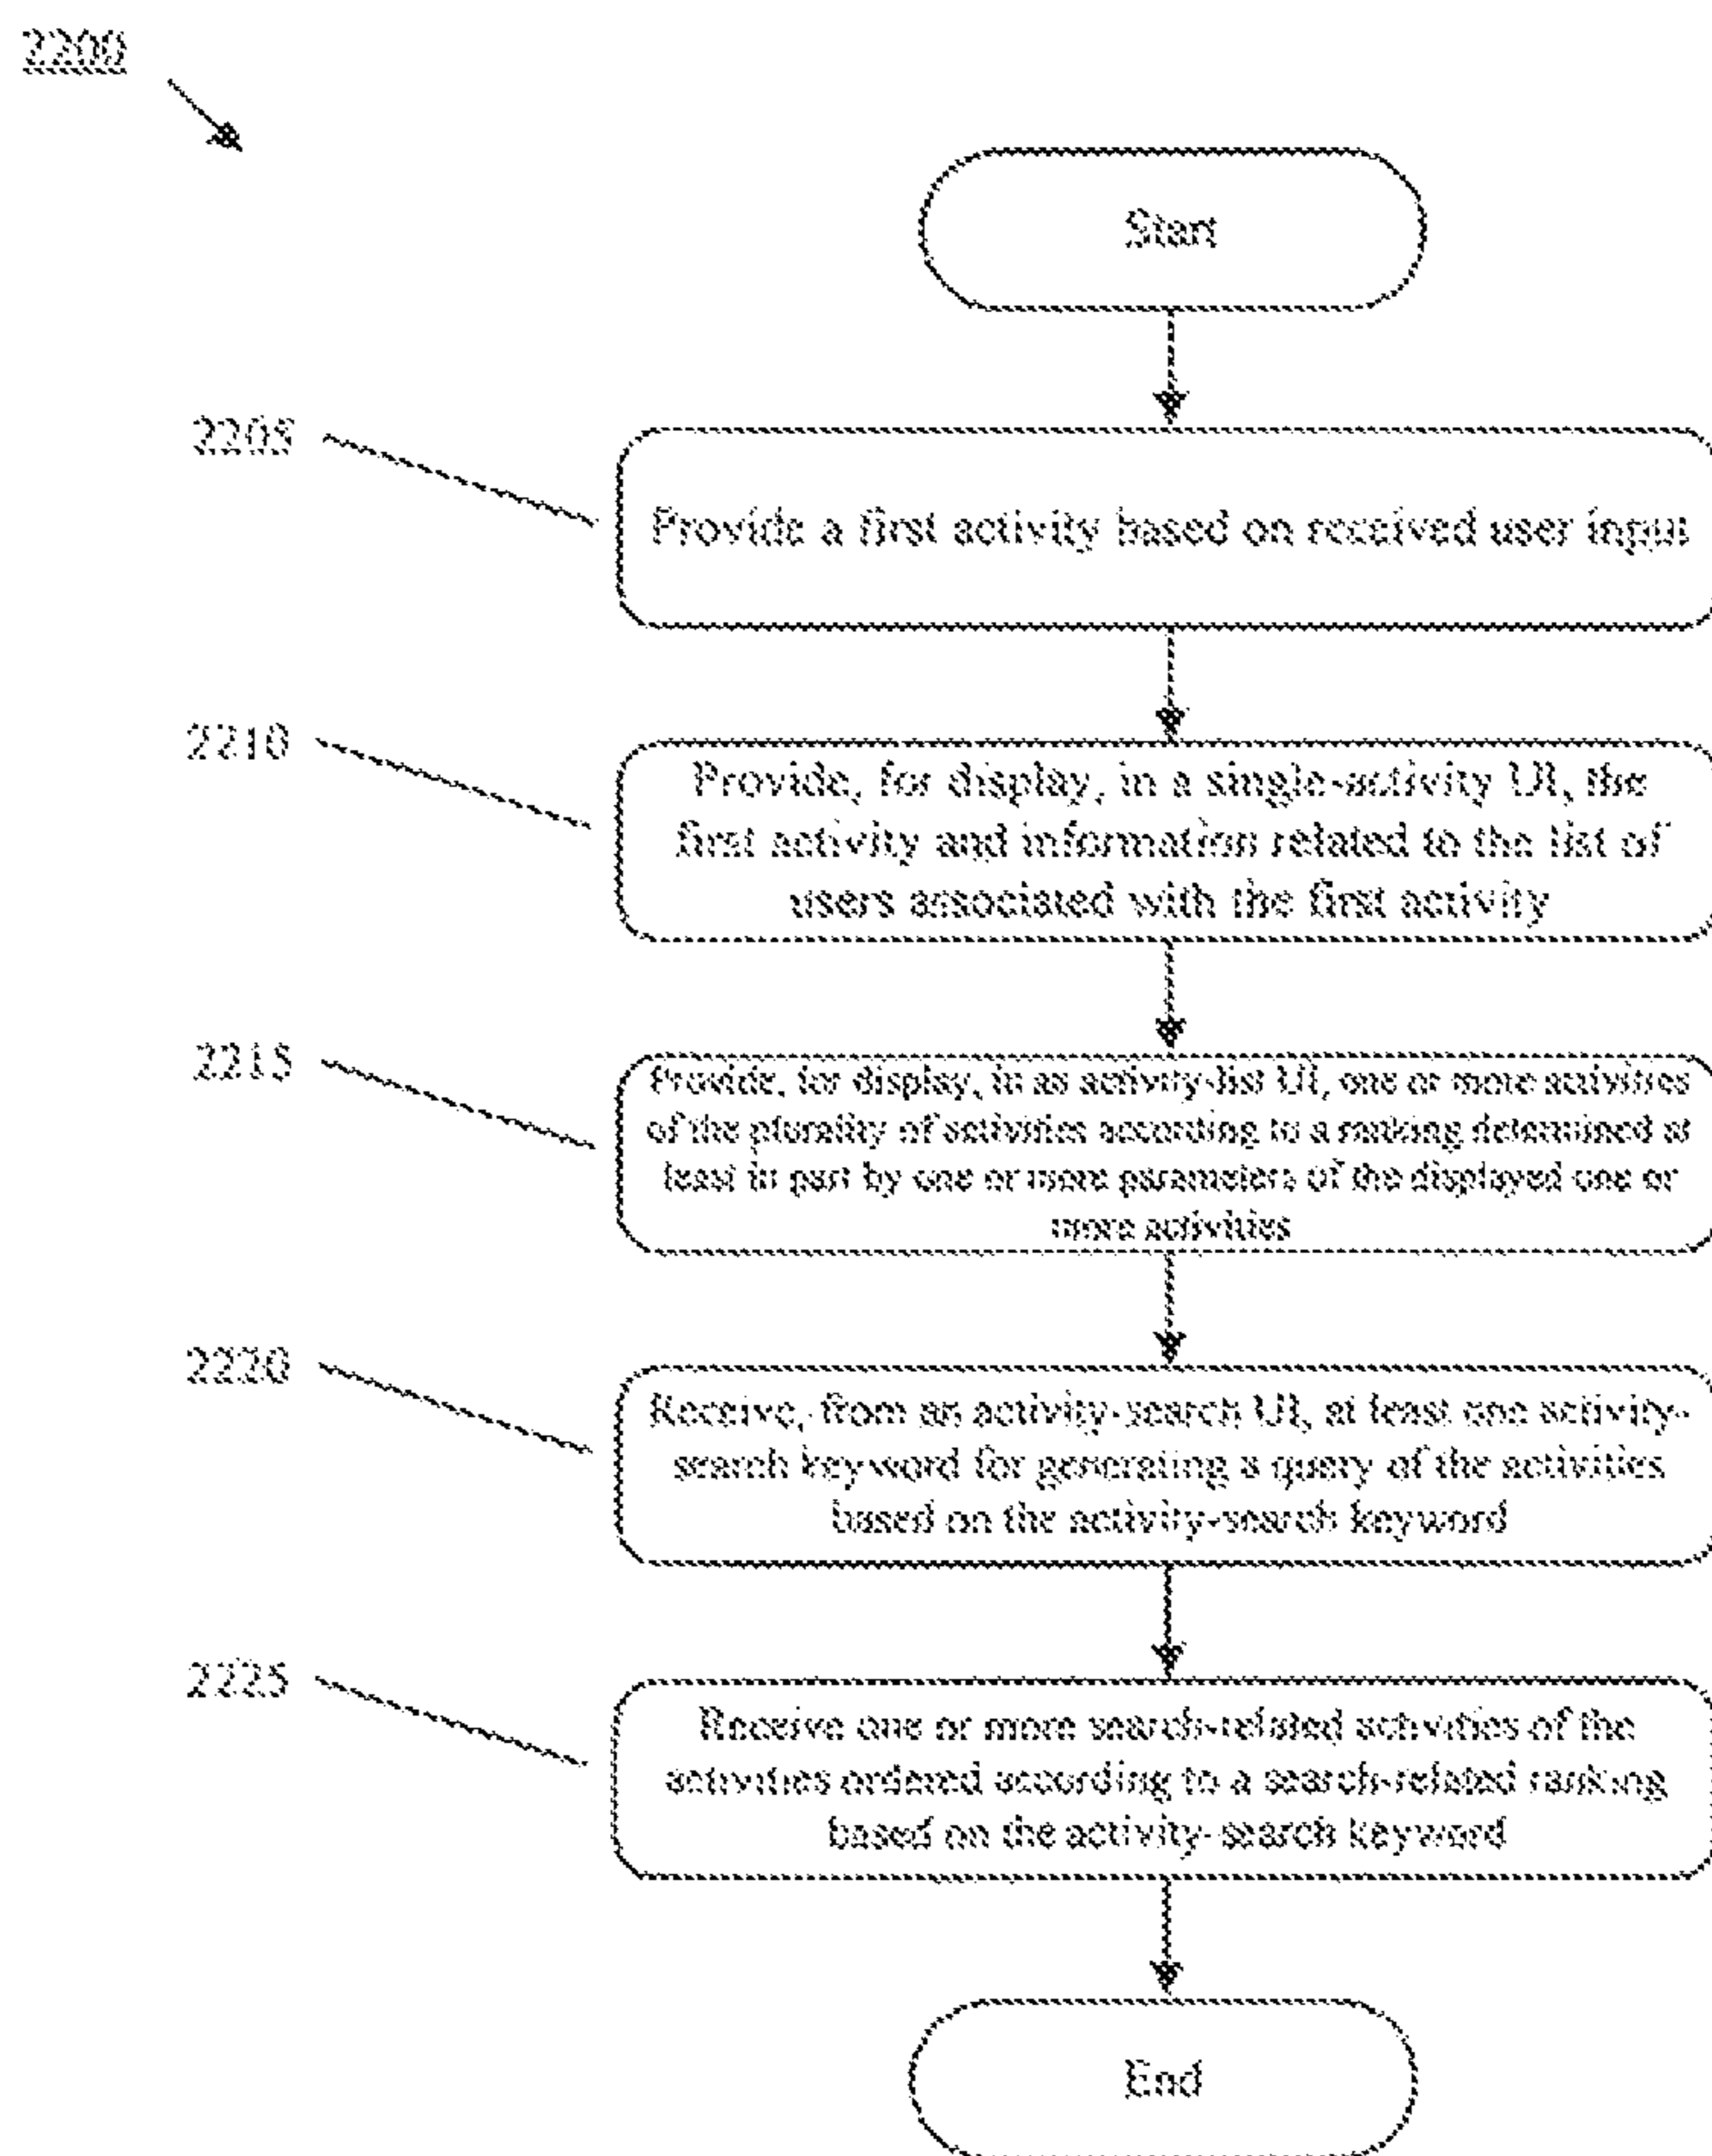 2200
Start
2205
Provide a first activity based on received user input
2210
Provide, for display, in a single-activity UI, the
first activity and information related to the list of
users associated with the first activity
2215
Provide, for display, in an activity-list UI, one or more activities
of the plurality of activities according to a ranking determined at
least in part by one or more parameters of the displayed one or
more activities
2220
Receive, from an activity-search UI, at least one activity-
search keyword for generating a query of the activities
based on the activity-search keyword
2225
Receive one or more search-related activities of the
activities ordered according to a search-related ranking
based on the activity-search keyword
End